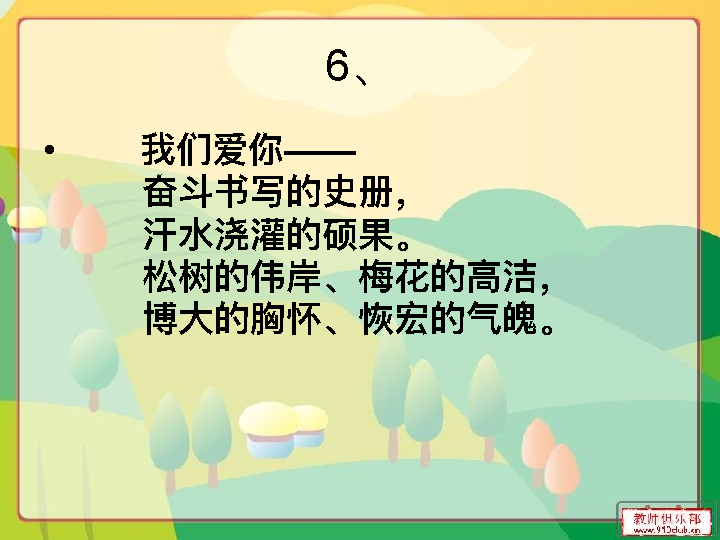 6、
• 我们爱你——
奋斗书写的史册，
汗水浇灌的硕果。
松树的伟岸、梅花的高洁，
博大的胸怀、恢宏的气魄。
教师俱乐部
www.910club.cn